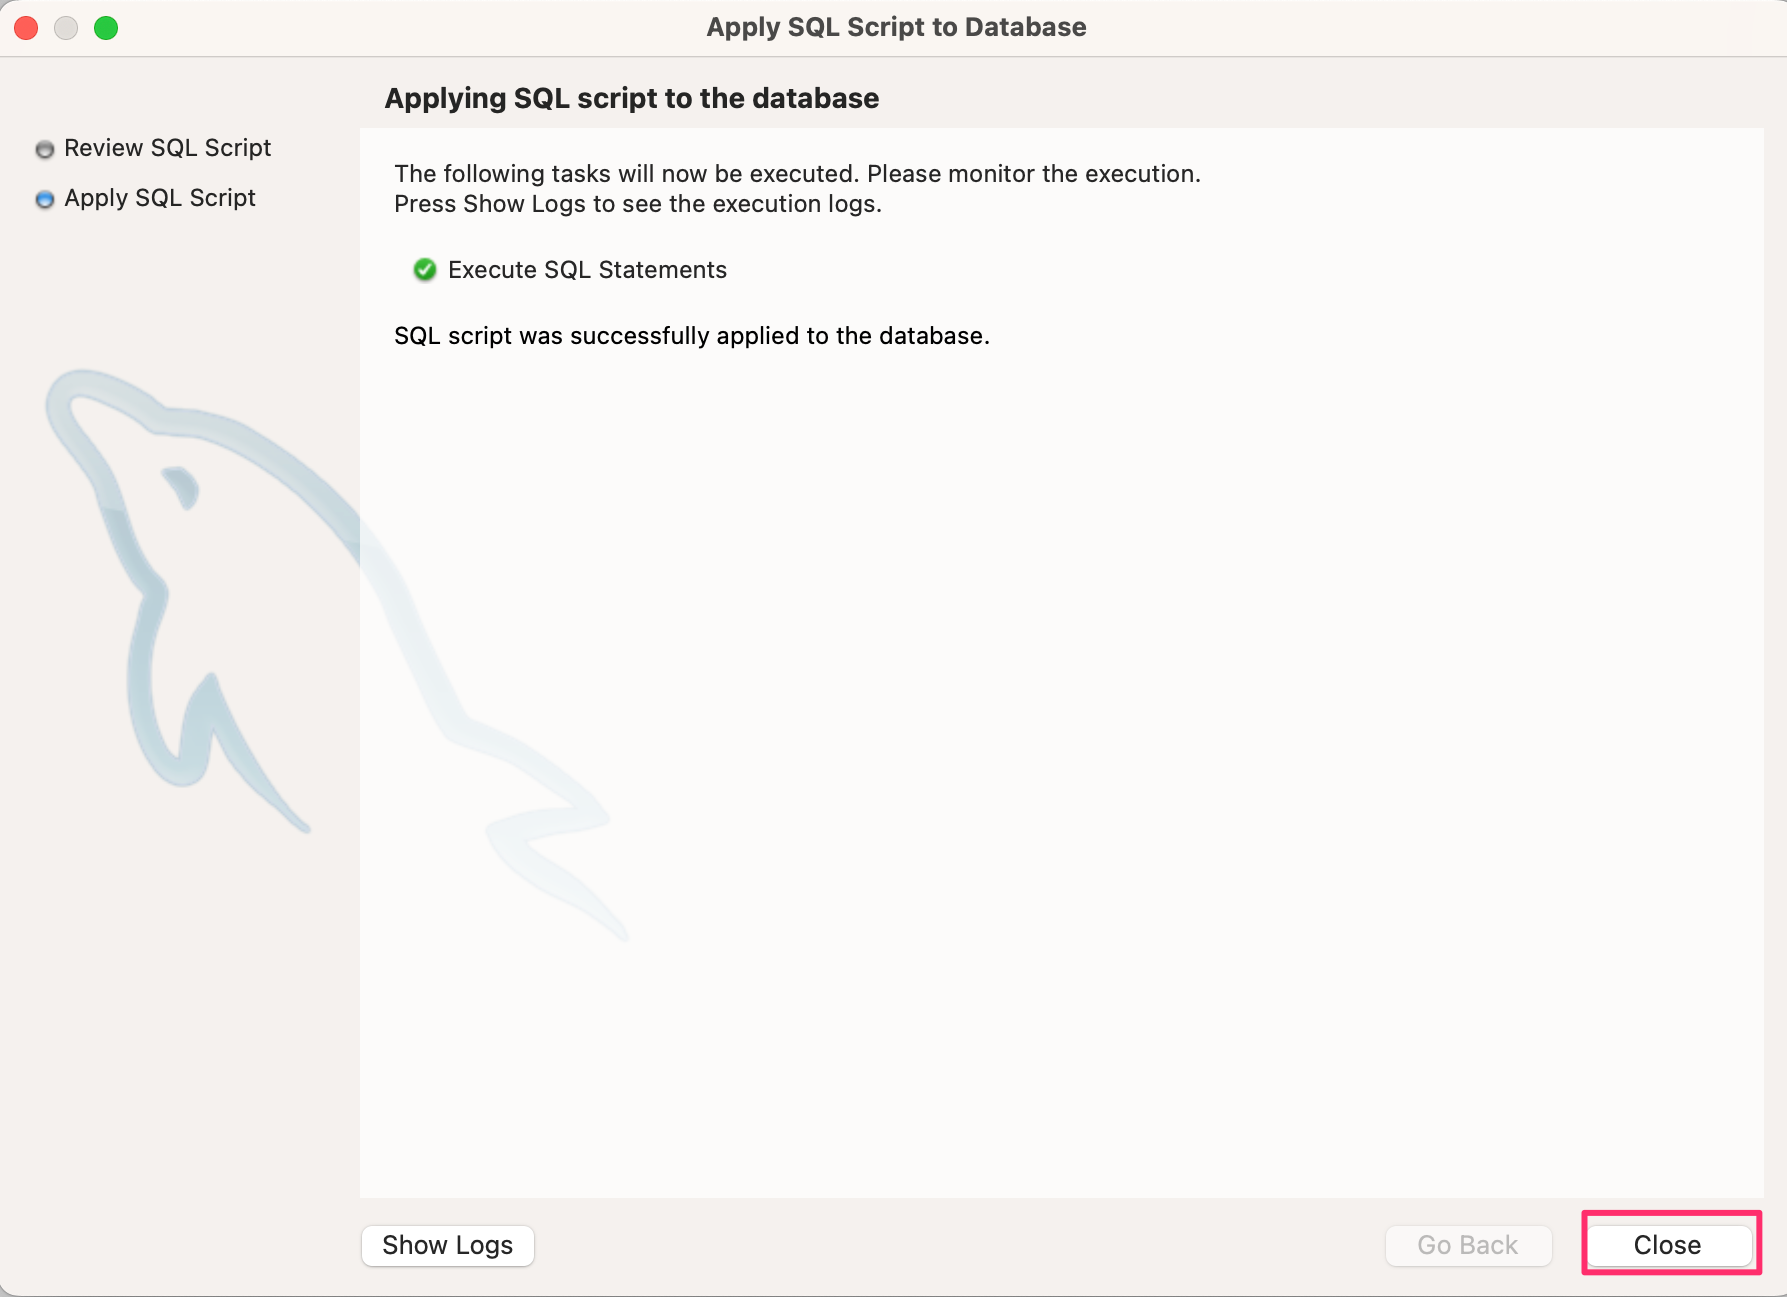 Apply SQL Script to Database
Applying SQL script to the database
Review SQL Script
Apply SQL Script
The following tasks will now be executed. Please monitor the execution.
Press Show Logs to see the execution logs.
Execute SQL Statements
SQL script was successfully applied to the database.
Show Logs
Go Back
Close